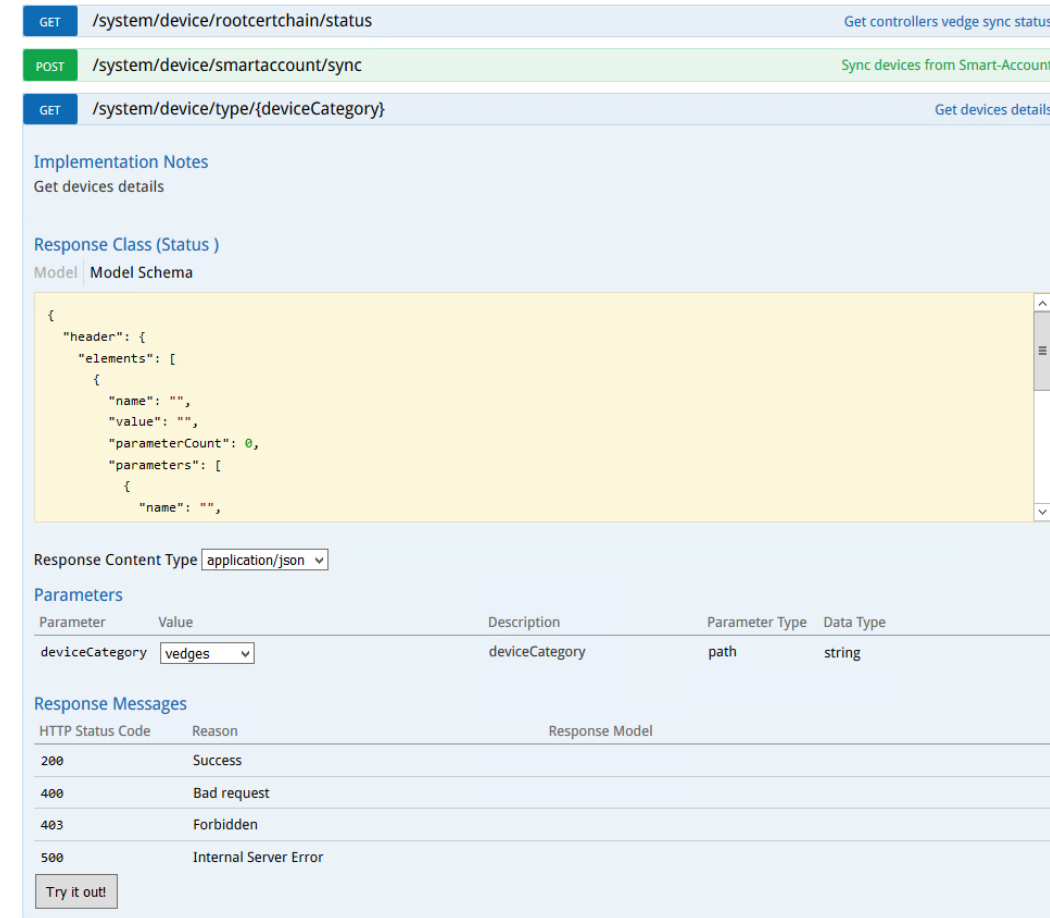 GET /system/device/rootcertchain/status Get controllers vedge sync status
POST /system/device/smartaccount/sync Sync devices from Smart-Account
GET /system/device/type/{deviceCategory} Get devices details
Implementation Notes
Get devices details
Response Class (Status )
Model Model Schema
{
"header": {
"elements": [
{
"name": "",
"value": "",
"parameterCount": 0,
"parameters": [
{
"name": "",
Response Content Type application/json
Parameters
Parameter Value Description Parameter Type Data Type
deviceCategory vedges deviceCategory path string
Response Messages
HTTP Status Code Reason Response Model
200 Success
400 Bad request
403 Forbidden
500 Internal Server Error
Try it out!